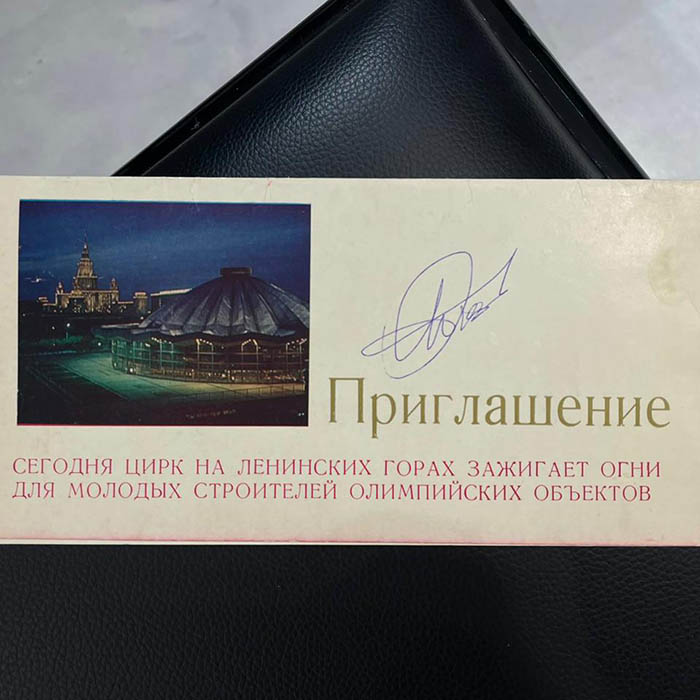 Приглашение
СЕГОДНЯ ЦИРК НА ЛЕНИНСКИХ ГОРАХ ЗАЖИГАЕТ ОГНИ
ДЛЯ МОЛОДЫХ СТРОИТЕЛЕЙ ОЛИМПИЙСКИХ ОБЪЕКТОВ